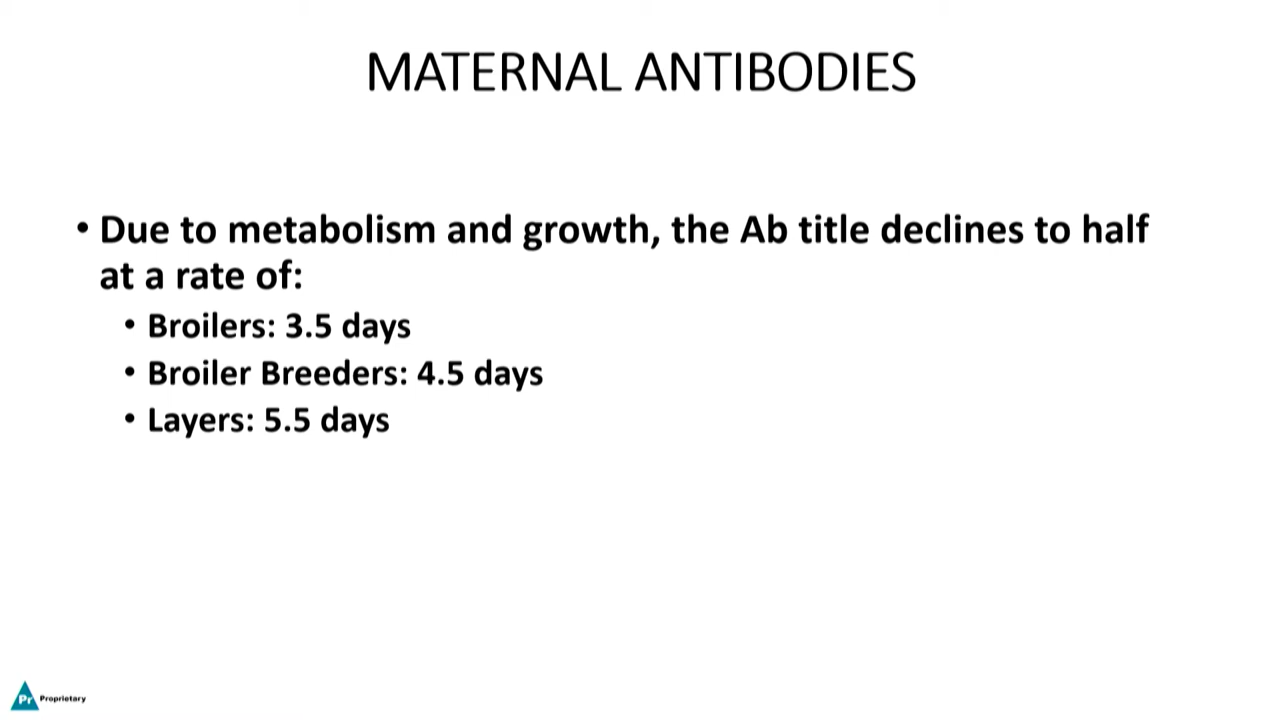 MATERNAL ANTIBODIES
• Due to metabolism and growth, the Ab title declines to half
at a rate of:
• Broilers: 3.5 days
• Broiler Breeders: 4.5 days
• Layers: 5.5 days
Pr Proprietary